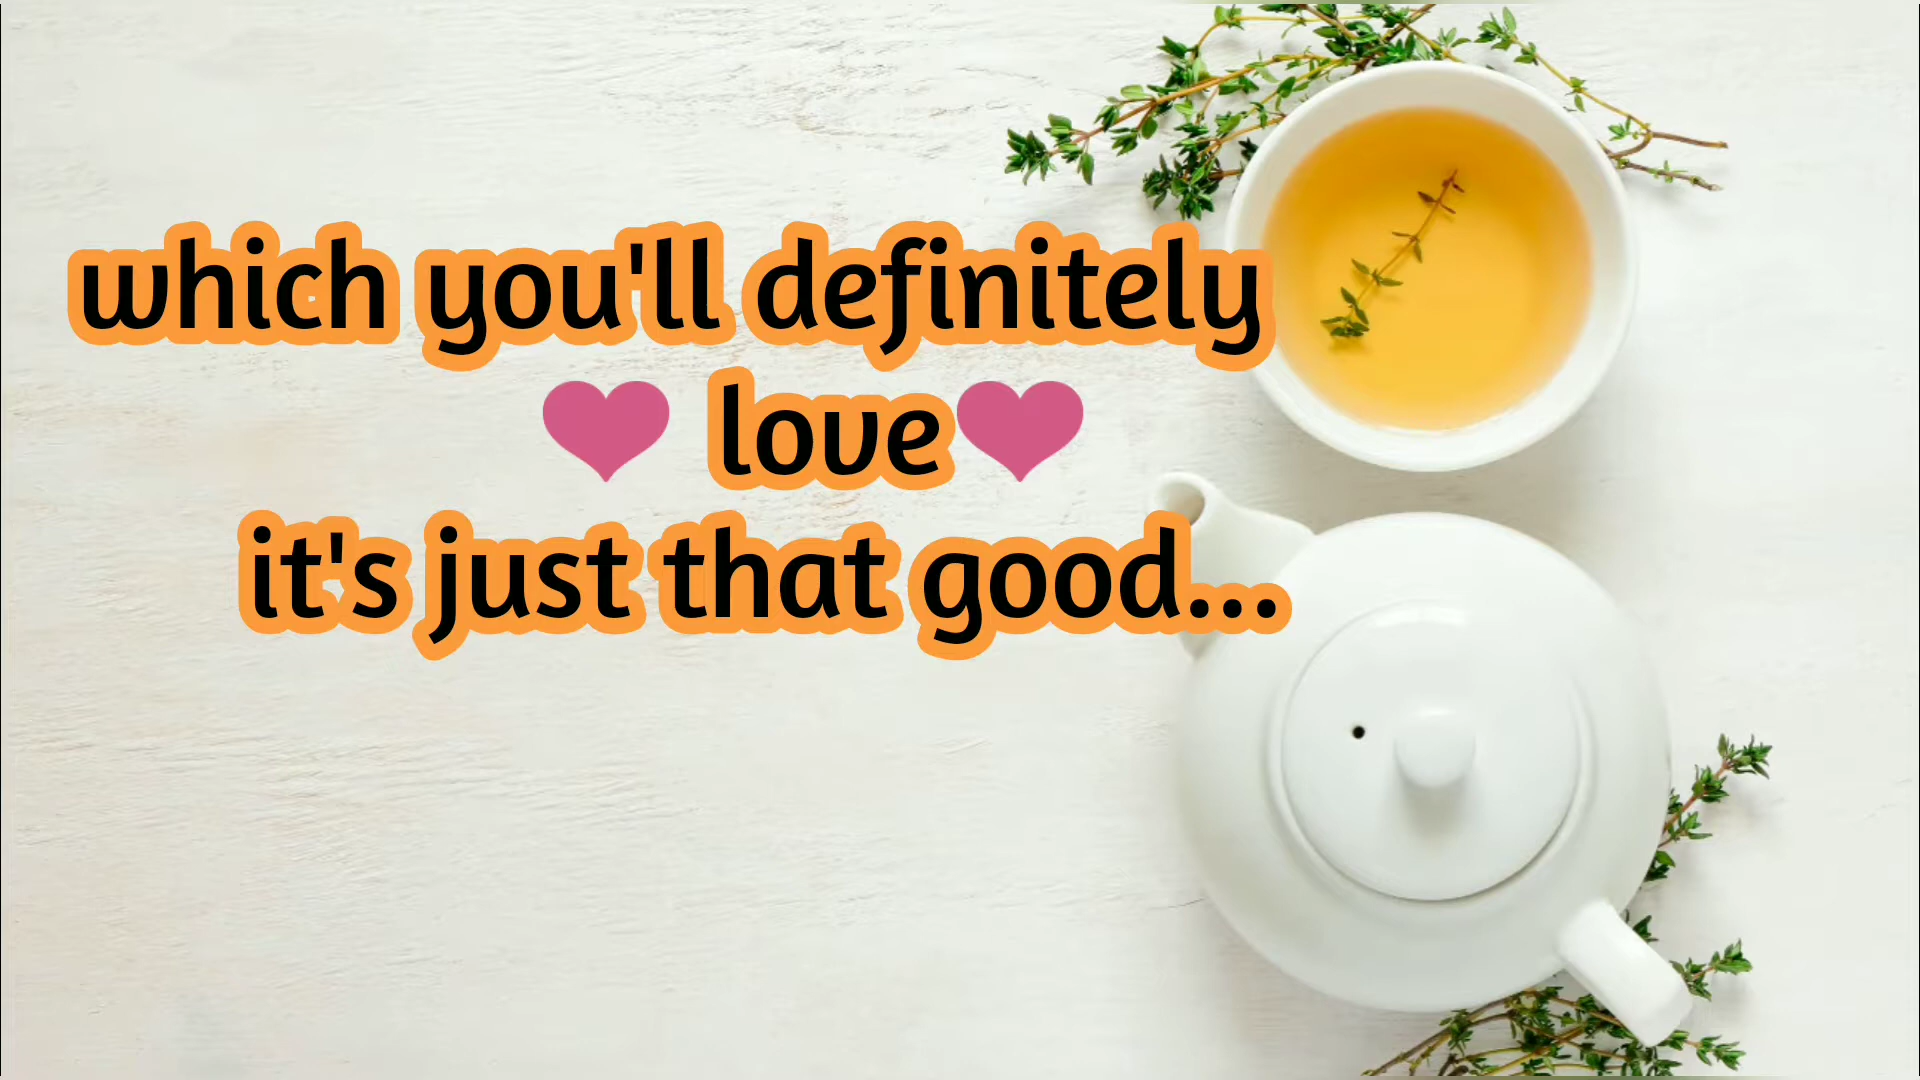 which you'll definitely
❤ love❤
it's just that good...